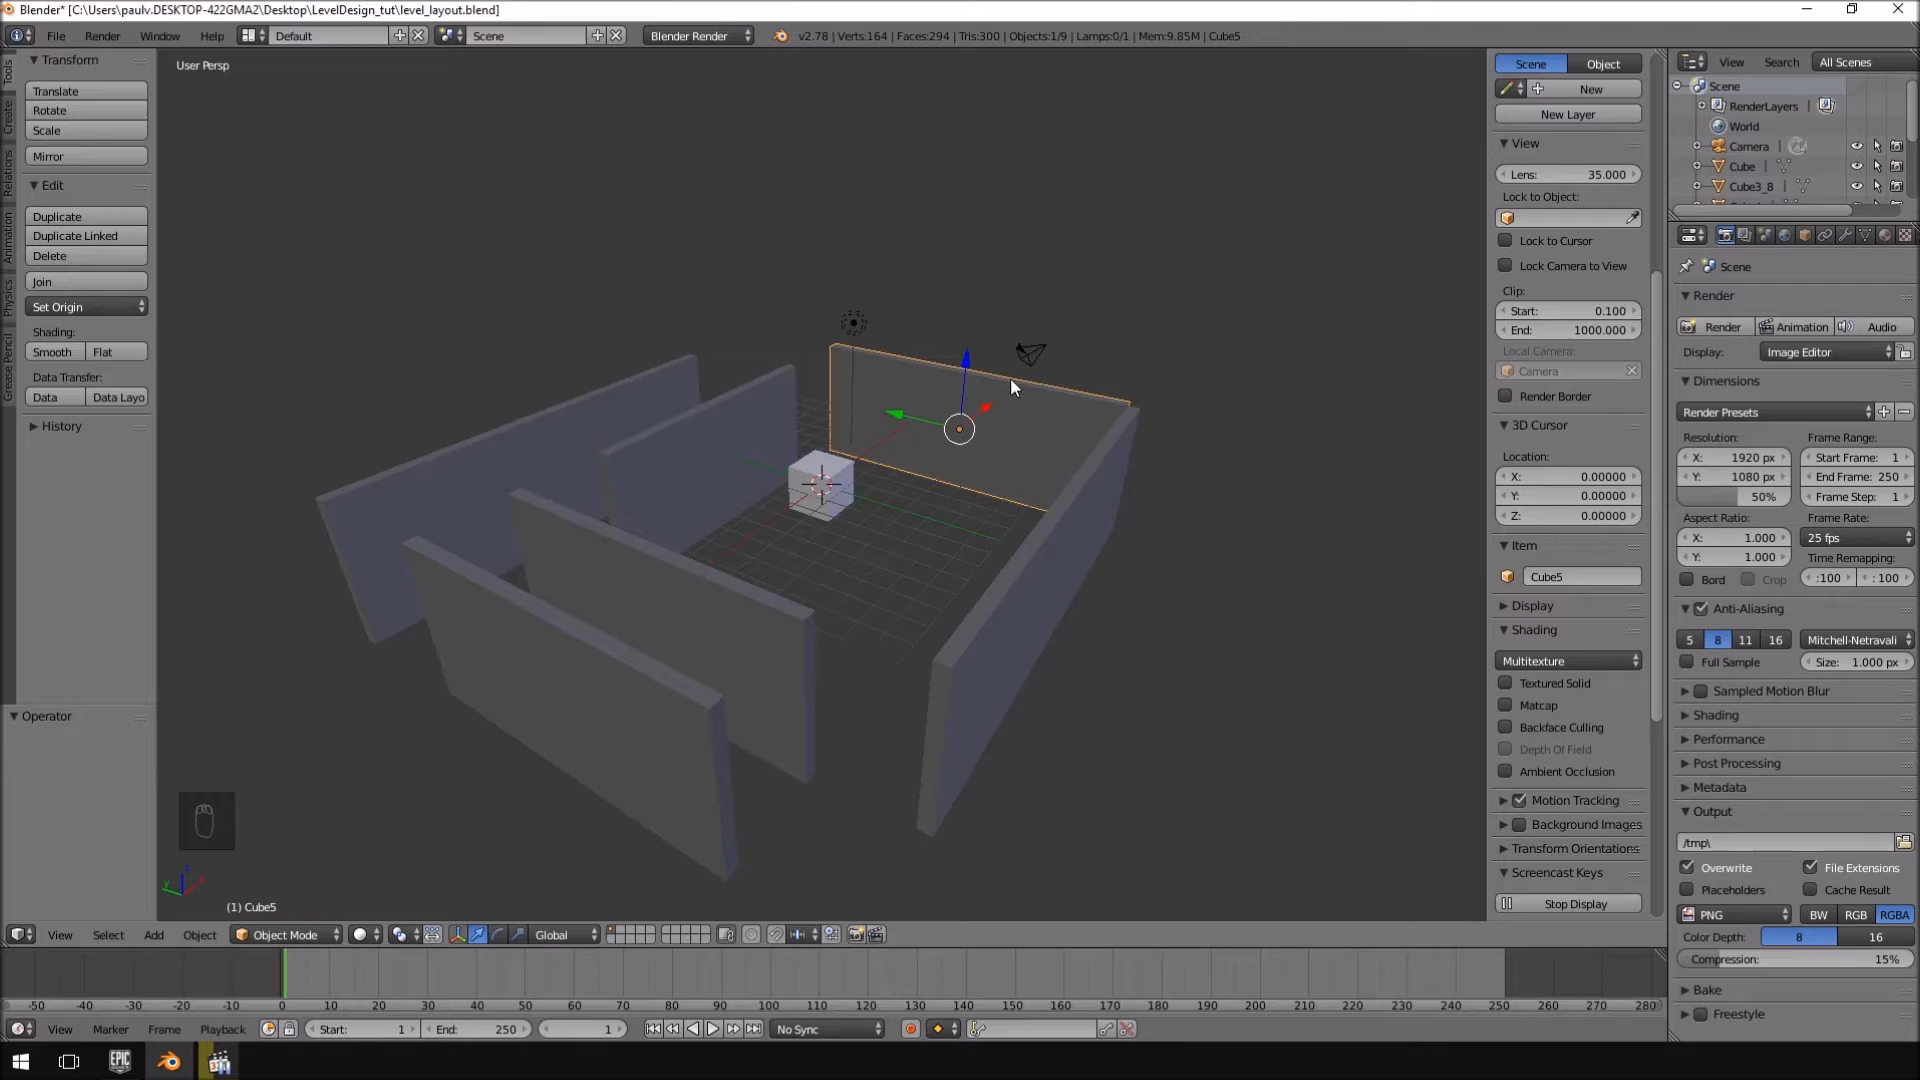 Blender* [C:\Users\paulv.DESKTOP-422GMA2\Desktop\LevelDesign_tut\level_layout.blend]
File Render Window Help Default Scene Blender Render v2.78 | Verts:164 | Faces:294 | Tris:300 | Objects:1/9 | Lamps:0/1 | Mem:9.85M | Cube5
Tools
Create
Relations
Animation
Physics
Grease Pencil
Transform
Translate
Rotate
Scale
Mirror
Edit
Duplicate
Duplicate Linked
Delete
Join
Set Origin
Shading:
Smooth Flat
Data Transfer:
Data Data Layo
History
Operator
User Persp
(1) Cube5
Scene Object
New
New Layer
View
Lens: 35.000
Lock to Object:
Lock to Cursor
Lock Camera to View
Clip:
Start: 0.100
End: 1000.000
Local Camera:
Camera
Render Border
3D Cursor
Location:
X: 0.00000
Y: 0.00000
Z: 0.00000
Item
Cube5
Display
Shading
Multitexture
Textured Solid
Matcap
Backface Culling
Depth Of Field
Ambient Occlusion
Motion Tracking
Background Images
Transform Orientations
Screencast Keys
Stop Display
View Search All Scenes
Scene
RenderLayers
World
Camera
Cube
Cube3_8
Scene
Render
Render Animation Audio
Display: Image Editor
Dimensions
Render Presets
Resolution: Frame Range:
X: 1920 px Start Frame: 1
Y: 1080 px End Frame: 250
50% Frame Step: 1
Aspect Ratio: Frame Rate:
X: 1.000 25 fps
Y: 1.000 Time Remapping:
Bord Crop :100 :100
Anti-Aliasing
5 8 11 16 Mitchell-Netravali
Full Sample Size: 1.000 px
Sampled Motion Blur
Shading
Performance
Post Processing
Metadata
Output
/tmp\
Overwrite File Extensions
Placeholders Cache Result
PNG BW RGB RGBA
Color Depth: 8 16
Compression: 15%
Bake
Freestyle
View Select Add Object Object Mode Global
-50 -40 -30 -20 -10 0 10 20 30 40 50 60 70 80 90 100 110 120 130 140 150 160 170 180 190 200 210 220 230 240 250 260 270 280
View Marker Frame Playback Start: 1 End: 250 1 No Sync
EPIC